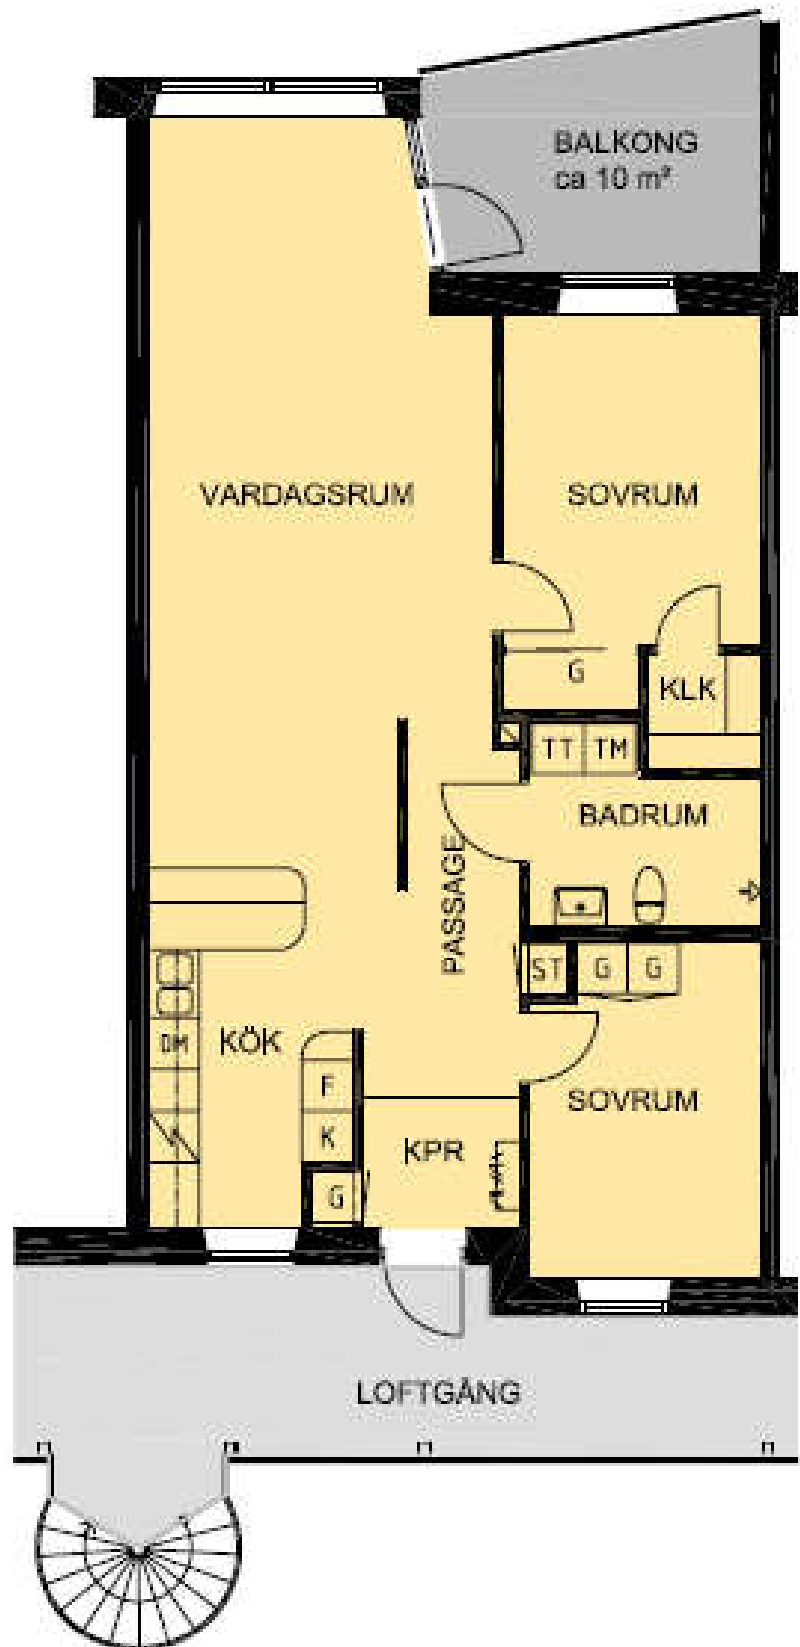 BALKONG
ca 10 m²
VARDAGSRUM
SOVRUM
G
KLK
TT TM
BADRUM
PASSAGE
ST G G
DM
KÖK
F
SOVRUM
K
KPR
G
LOFTGÅNG